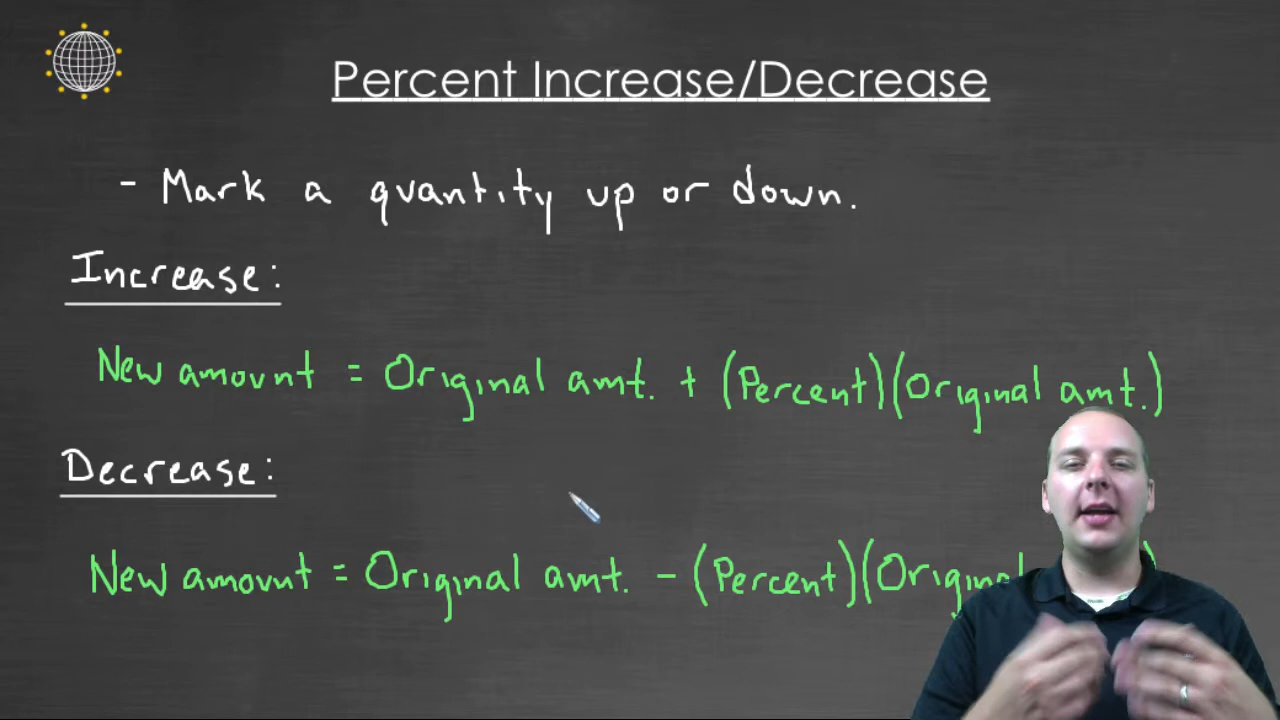 Percent Increase/Decrease
- Mark a quantity up or down.
Increase:
New amount = Original amt. + (Percent)(Original amt.)
Decrease:
New amount = Original amt. - (Percent)(Original